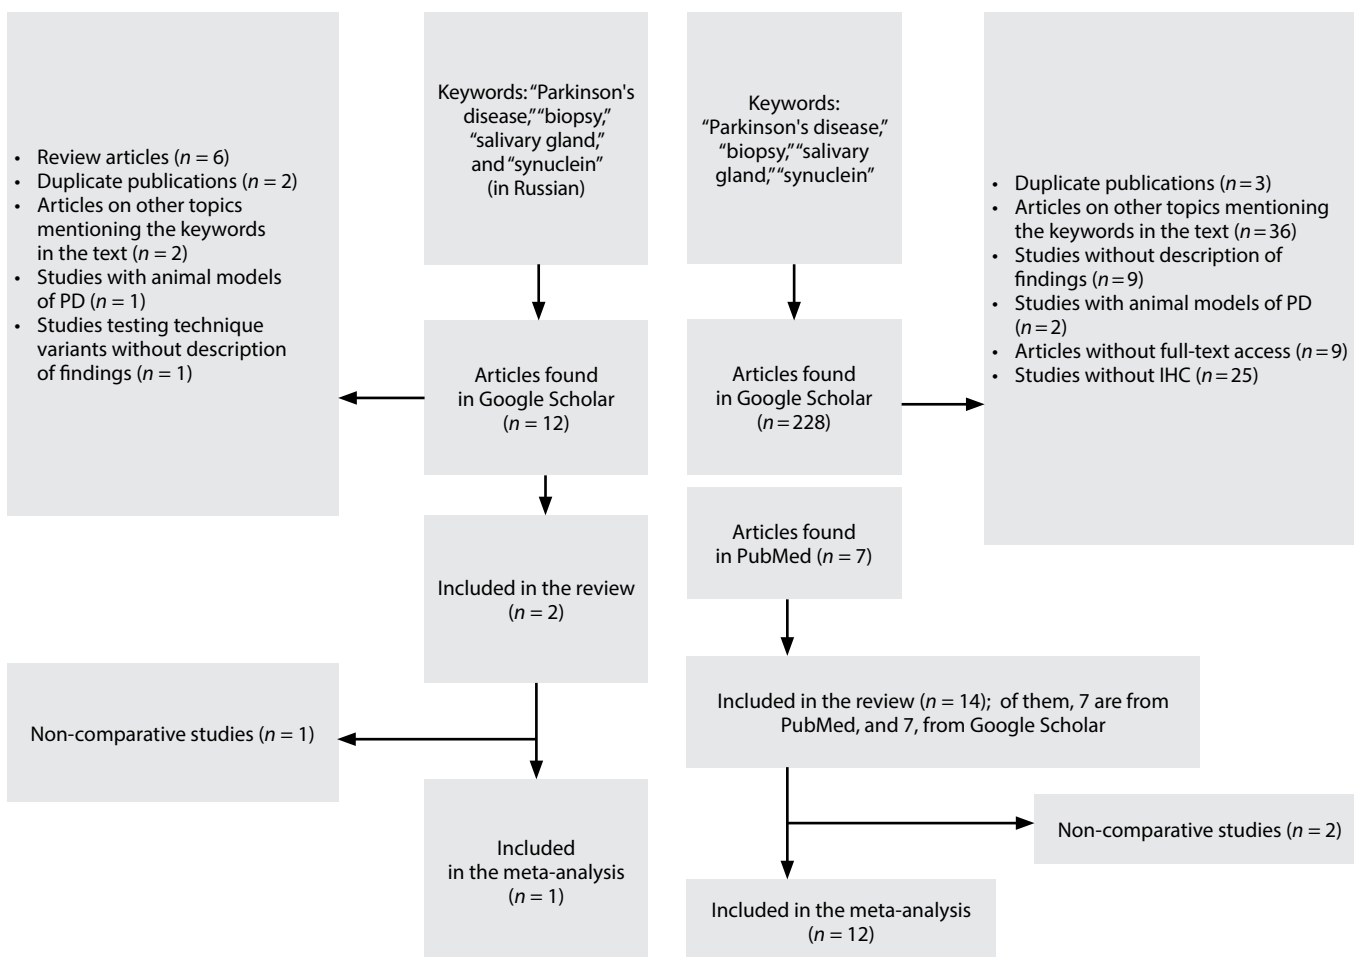 Keywords: “Parkinson's
disease,” “biopsy,”
“salivary gland,”
and “synuclein”
(in Russian)
Keywords:
“Parkinson's disease,”
“biopsy,” “salivary
gland,” “synuclein”
• Review articles (n = 6)
• Duplicate publications (n = 2)
• Articles on other topics
mentioning the keywords
in the text (n = 2)
• Studies with animal models
of PD (n = 1)
• Studies testing technique
variants without description
of findings (n = 1)
• Duplicate publications (n = 3)
• Articles on other topics mentioning
the keywords in the text (n = 36)
• Studies without description of
findings (n = 9)
• Studies with animal models of PD
(n = 2)
• Articles without full-text access (n = 9)
• Studies without IHC (n = 25)
Articles found
in Google Scholar
(n = 12)
Articles found
in Google Scholar
(n = 228)
Articles found
in PubMed (n = 7)
Included in the review
(n = 2)
Included in the review (n = 14);  of them, 7 are from
PubMed, and 7, from Google Scholar
Non-comparative studies (n = 1)
Non-comparative studies (n = 2)
Included
in the meta-analysis
(n = 1)
Included in the meta-analysis
(n = 12)